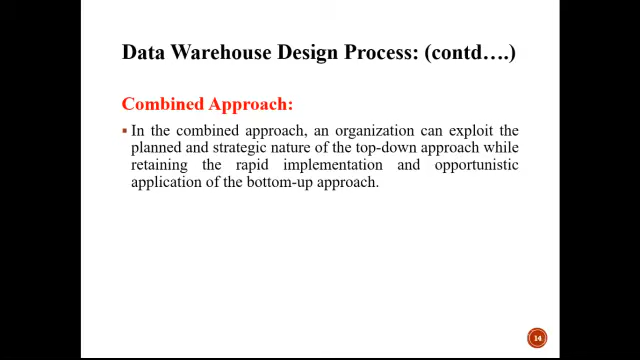 Data Warehouse Design Process: (contd….)
Combined Approach:
▪ In the combined approach, an organization can exploit the
planned and strategic nature of the top-down approach while
retaining the rapid implementation and opportunistic
application of the bottom-up approach.
14